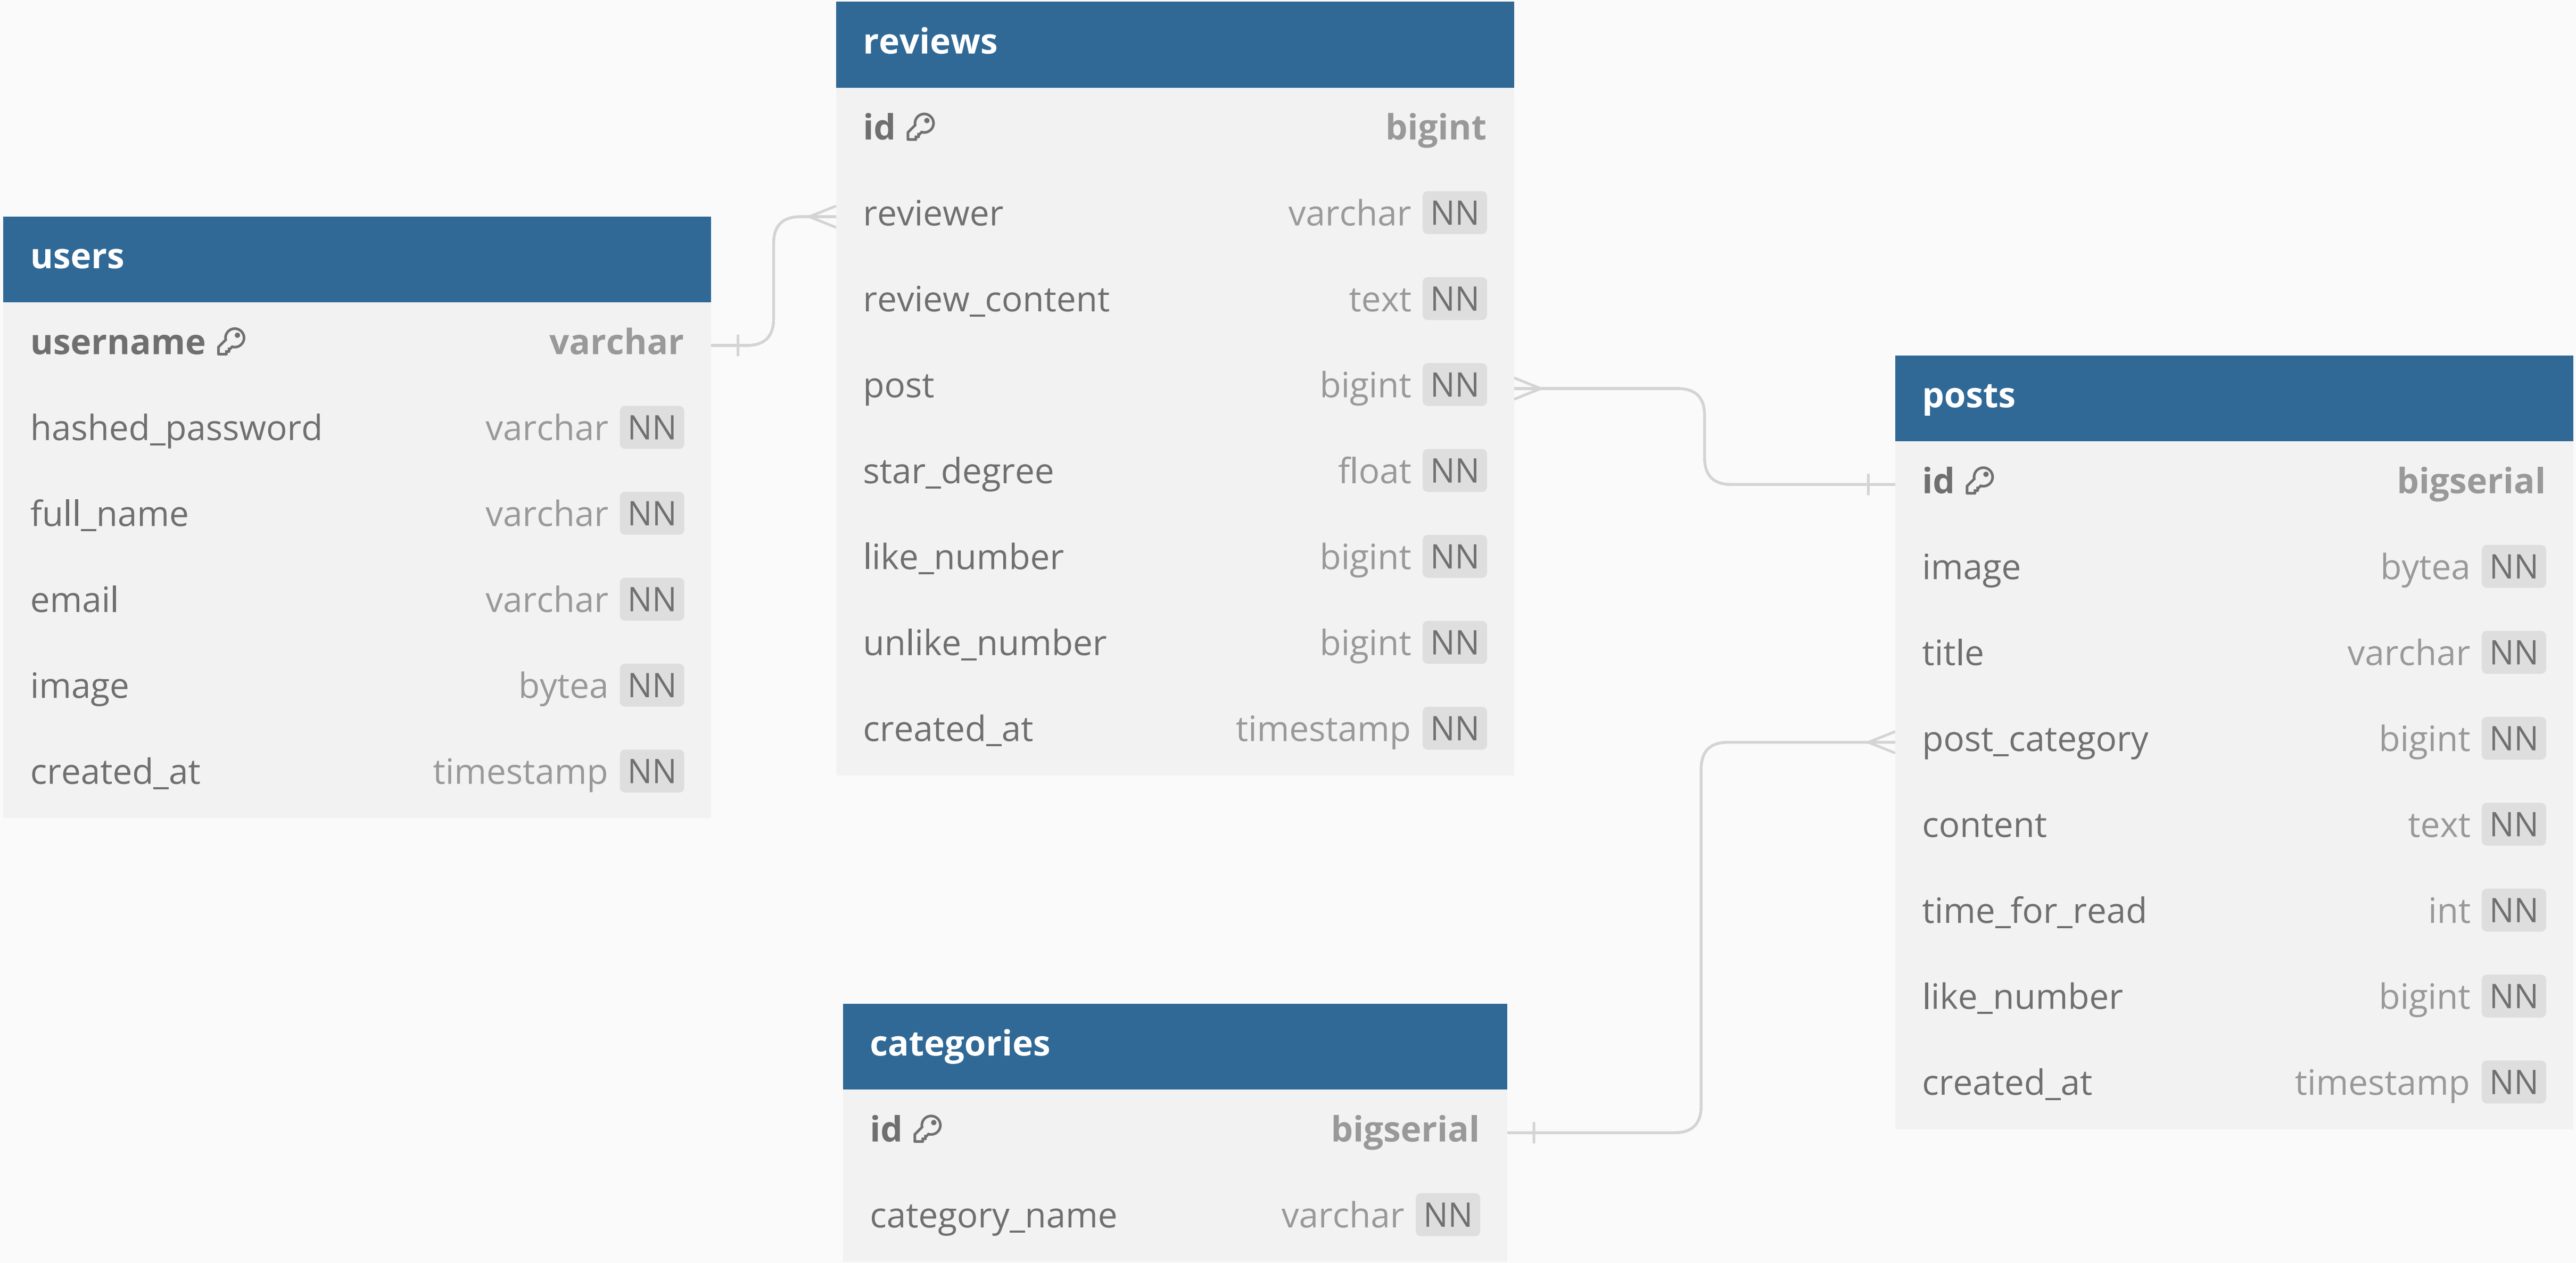 reviews
id bigint
reviewer varchar NN
review_content text NN
post bigint NN
star_degree float NN
like_number bigint NN
unlike_number bigint NN
created_at timestamp NN
users
username varchar
hashed_password varchar NN
full_name varchar NN
email varchar NN
image bytea NN
created_at timestamp NN
posts
id bigserial
image bytea NN
title varchar NN
post_category bigint NN
content text NN
time_for_read int NN
like_number bigint NN
created_at timestamp NN
categories
id bigserial
category_name varchar NN